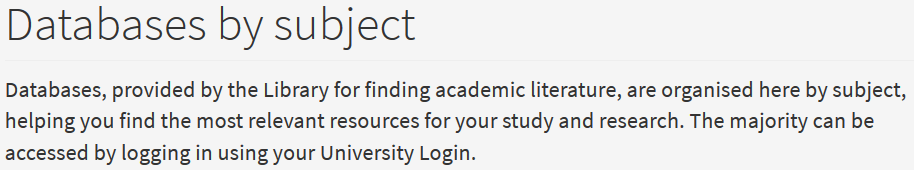 Databases by subject
Databases, provided by the Library for finding academic literature, are organised here by subject,
helping you find the most relevant resources for your study and research. The majority can be
accessed by logging in using your University Login.